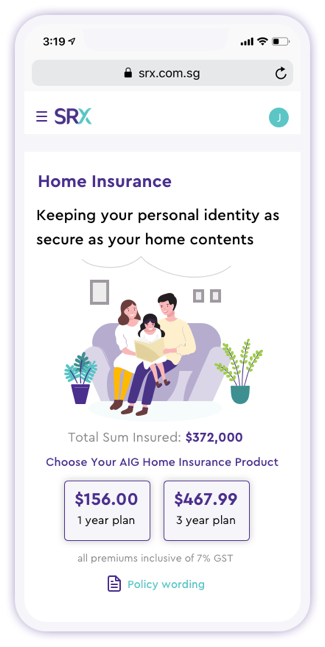 3:19
srx.com.sg
SRX
J
Home Insurance
Keeping your personal identity as
secure as your home contents
Total Sum Insured: $372,000
Choose Your AIG Home Insurance Product
$156.00 $467.99
1 year plan 3 year plan
all premiums inclusive of 7% GST
Policy wording